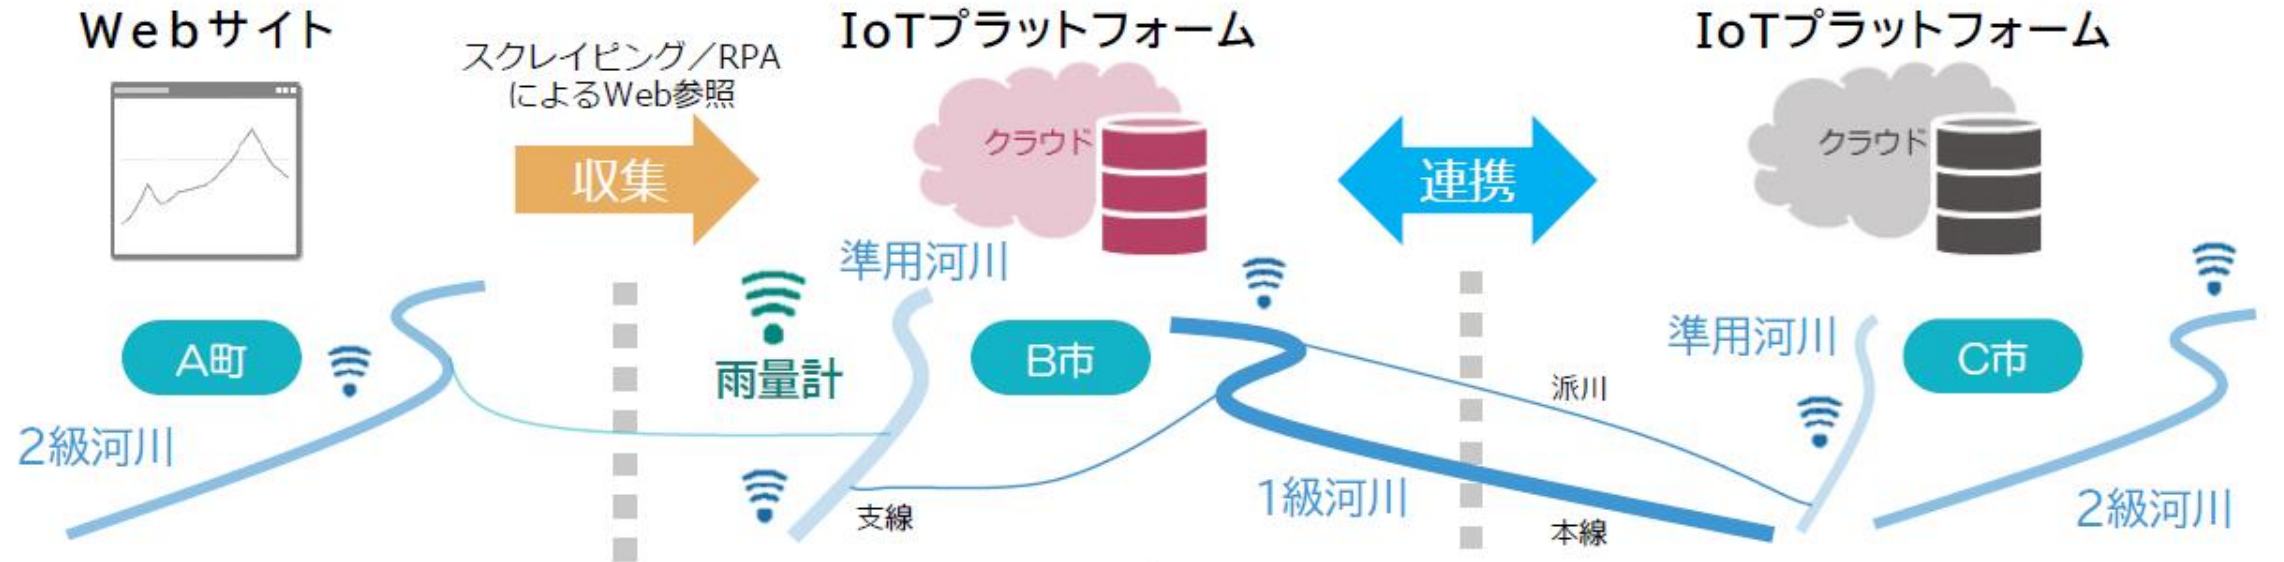 Webサイト
スクレイピング／RPA
によるWeb参照
収集
IoTプラットフォーム
クラウド
連携
IoTプラットフォーム
クラウド
準用河川
A町
雨量計
B市
準用河川
C市
派川
2級河川
支線
1級河川
本線
2級河川